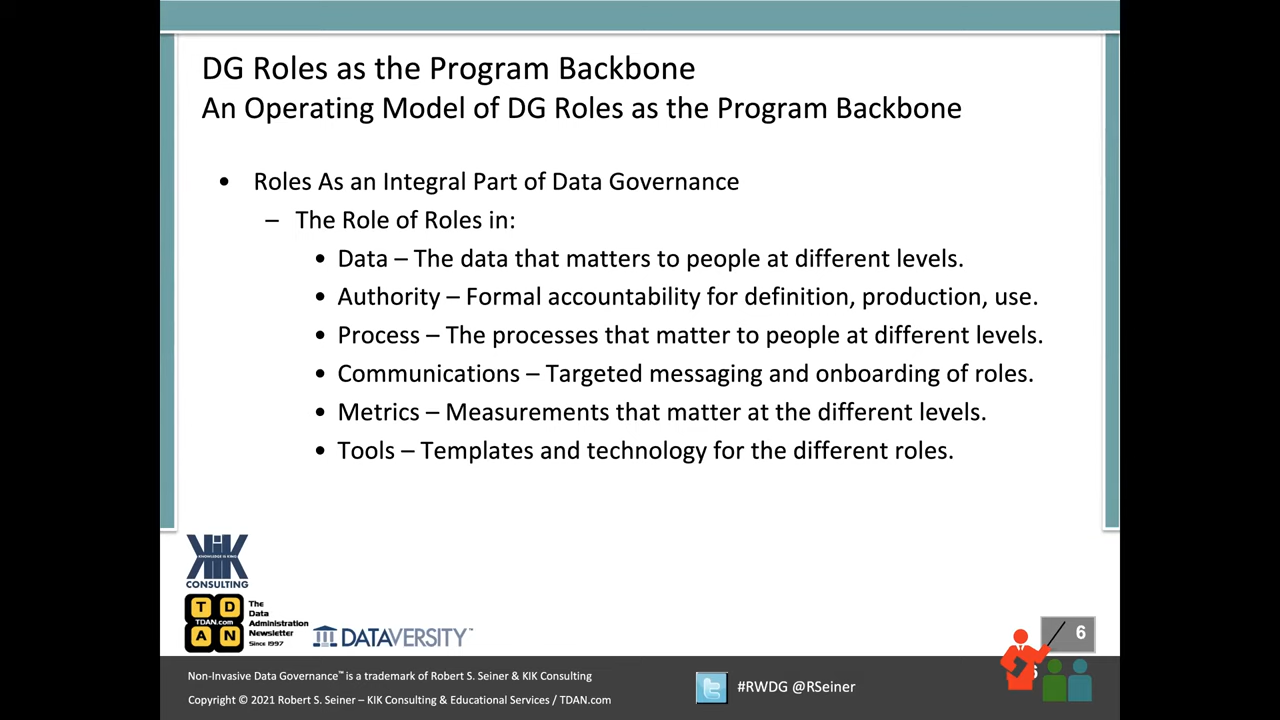 DG Roles as the Program Backbone
An Operating Model of DG Roles as the Program Backbone
• Roles As an Integral Part of Data Governance
– The Role of Roles in:
• Data – The data that matters to people at different levels.
• Authority – Formal accountability for definition, production, use.
• Process – The processes that matter to people at different levels.
• Communications – Targeted messaging and onboarding of roles.
• Metrics – Measurements that matter at the different levels.
• Tools – Templates and technology for the different roles.
KIK
KNOWLEDGE IS KING
CONSULTING
T D
TDAN.com
A N
The
Data
Administration
Newsletter
Since 1997
DATAVERSITY™
6
Non-Invasive Data Governance™ is a trademark of Robert S. Seiner & KIK Consulting
Copyright © 2021 Robert S. Seiner – KIK Consulting & Educational Services / TDAN.com
#RWDG @RSeiner